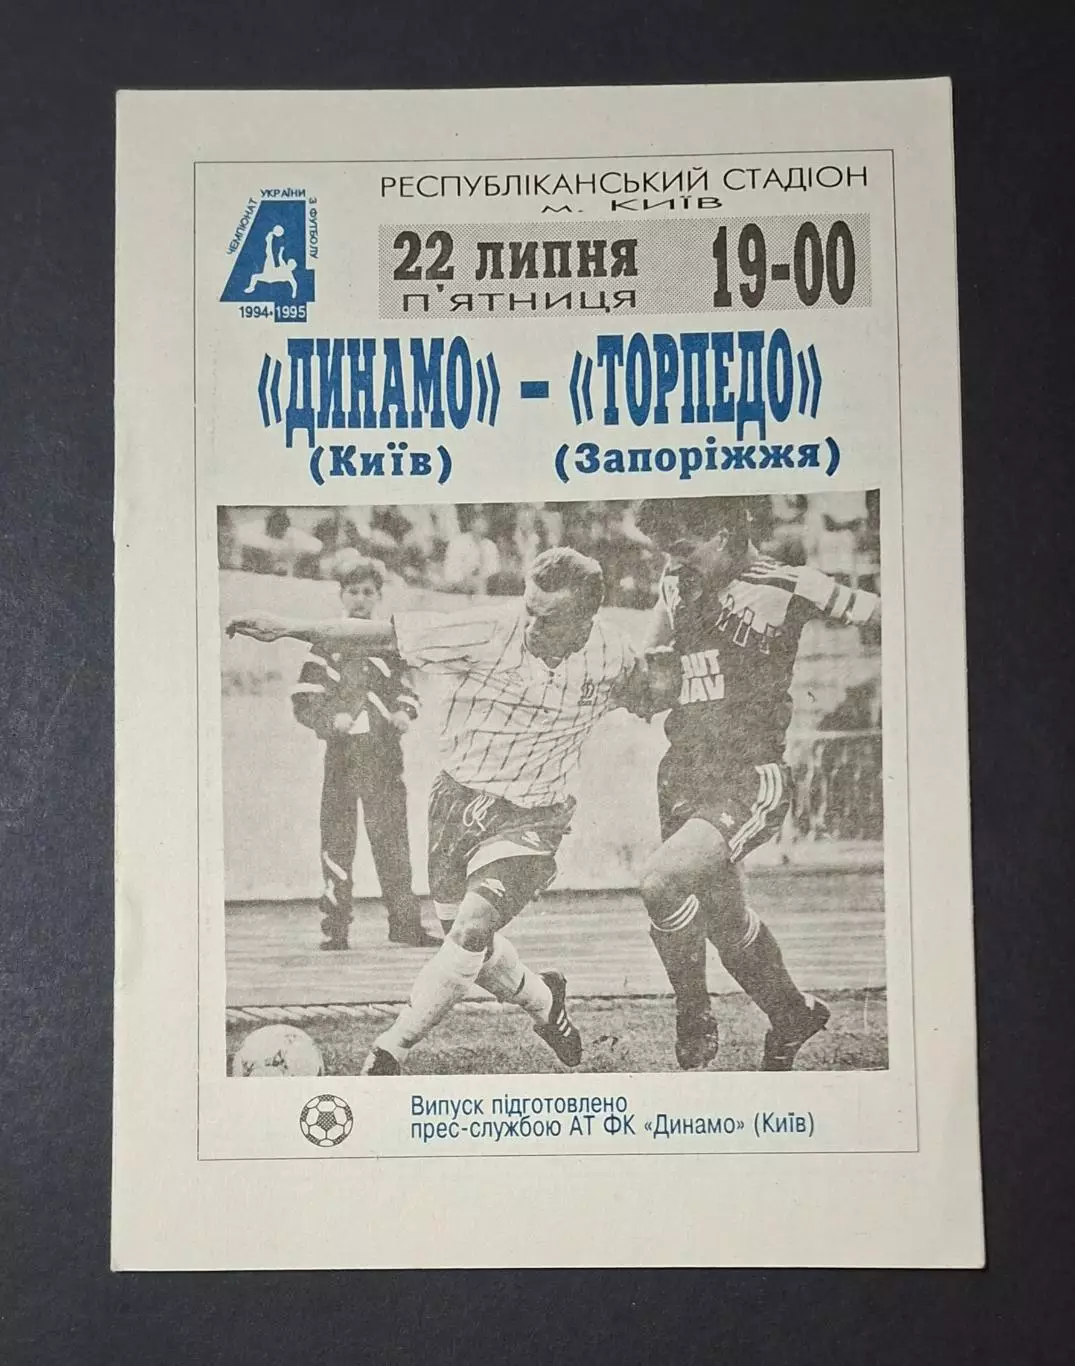 ЧЕМПІОНАТ УКРАЇНИ З ФУТБОЛУ
1994-1995
РЕСПУБЛІКАНСЬКИЙ СТАДІОН
м. КИЇВ
22 ЛИПНЯ 19-00
П'ЯТНИЦЯ
«ДИНАМО» - «ТОРПЕДО»
(Київ) (Запоріжжя)
Випуск підготовлено
прес-службою АТ ФК «Динамо» (Київ)